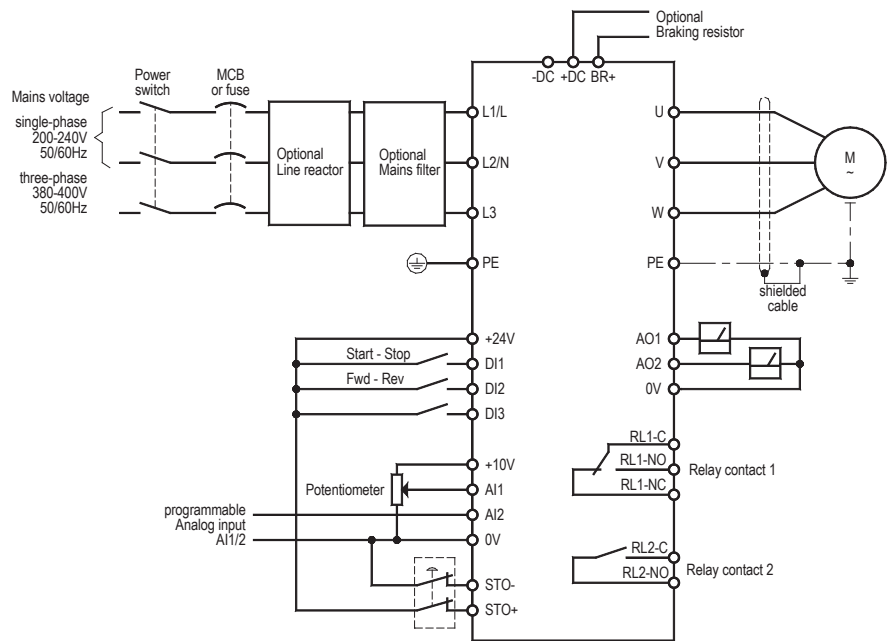 Optional
Braking resistor
-DC +DC BR+
Power
switch
MCB
or fuse
Mains voltage
single-phase
200-240V
50/60Hz
three-phase
380-400V
50/60Hz
Optional
Line reactor
Optional
Mains filter
L1/L
L2/N
L3
PE
U
V
W
PE
M
~
shielded
cable
+24V
Start - Stop
DI1
Fwd - Rev
DI2
DI3
AO1
AO2
0V
+10V
Potentiometer
AI1
programmable
Analog input
AI1/2
AI2
0V
STO-
STO+
RL1-C
RL1-NO
RL1-NC
Relay contact 1
RL2-C
RL2-NO
Relay contact 2